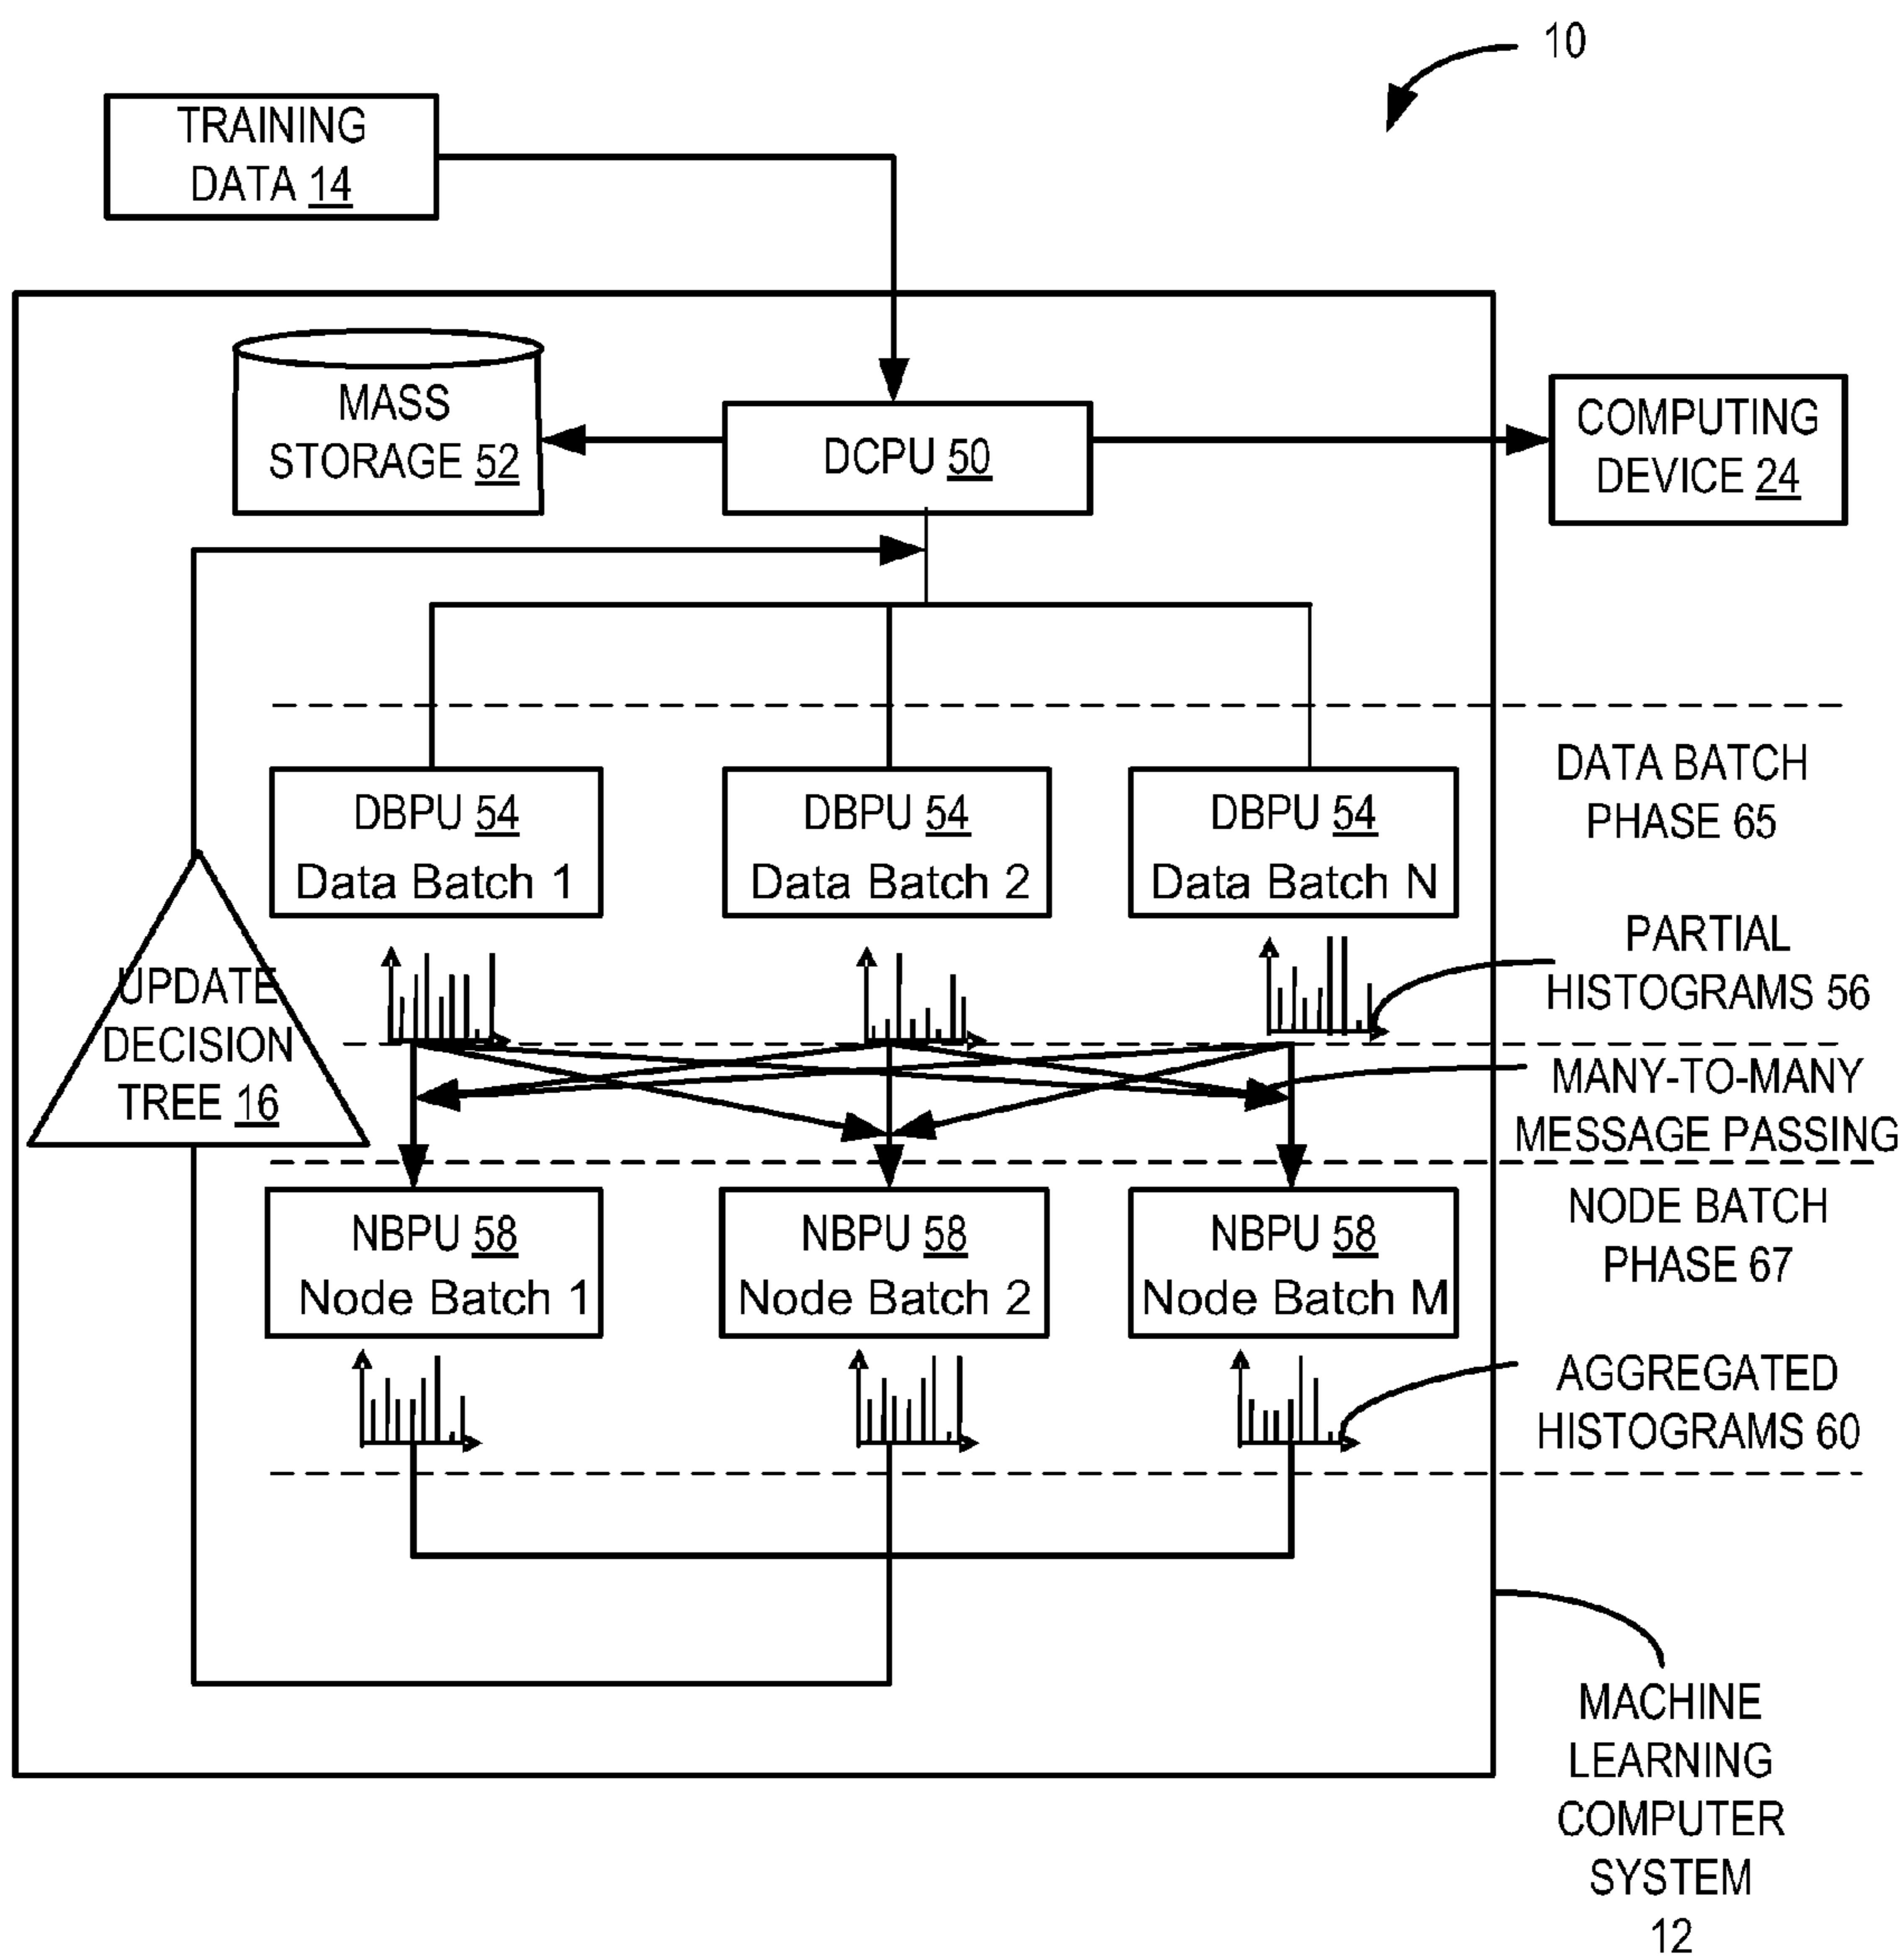 10
TRAINING
DATA 14
MASS
STORAGE 52
DCPU 50
COMPUTING
DEVICE 24
DATA BATCH
PHASE 65
DBPU 54
Data Batch 1
DBPU 54
Data Batch 2
DBPU 54
Data Batch N
PARTIAL
HISTOGRAMS 56
UPDATE
DECISION
TREE 16
MANY-TO-MANY
MESSAGE PASSING
NBPU 58
Node Batch 1
NBPU 58
Node Batch 2
NBPU 58
Node Batch M
NODE BATCH
PHASE 67
AGGREGATED
HISTOGRAMS 60
MACHINE
LEARNING
COMPUTER
SYSTEM
12